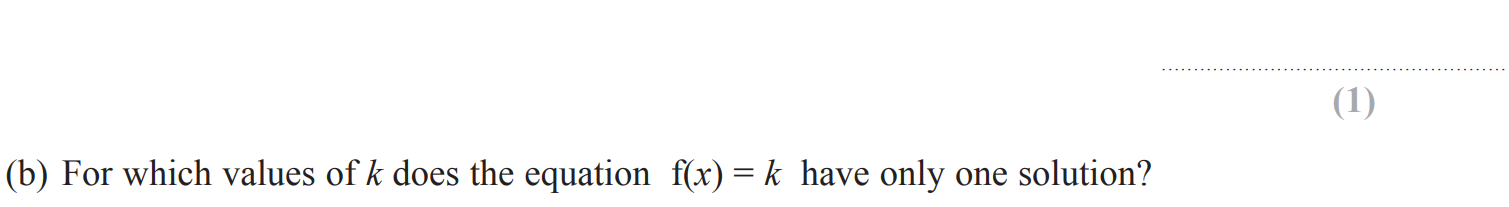 (1)
(b) For which values of k does the equation f(x) = k have only one solution?